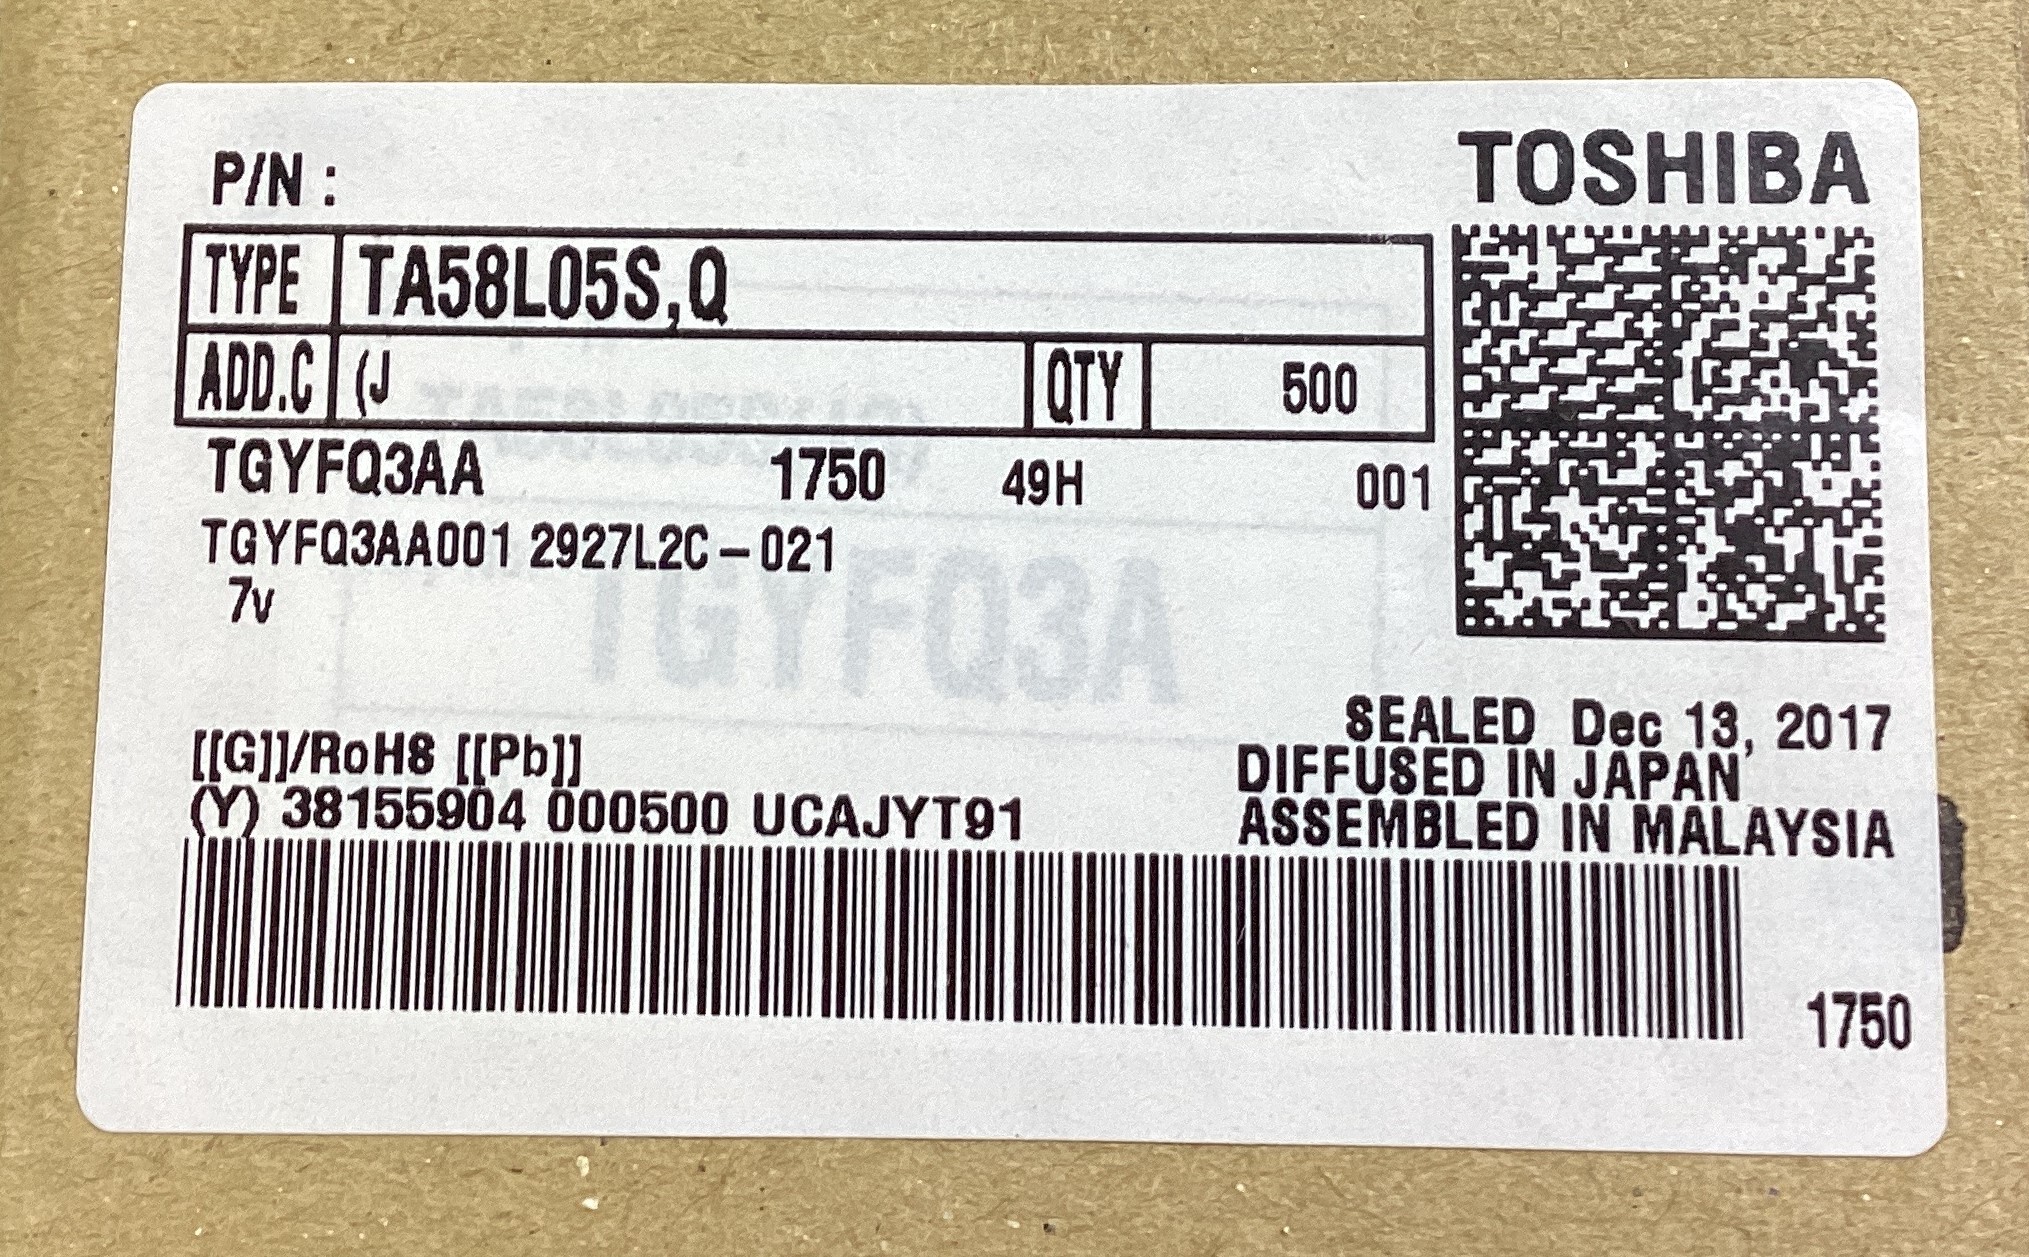 P/N :
TOSHIBA
TYPE TA58L05S,Q
ADD.C (J QTY 500
TGYFQ3AA 1750 49H 001
TGYFQ3AA001 2927L2C-021
7v
TGYFQ3A
SEALED Dec 13, 2017
[[G]]/RoHS [[Pb]]
DIFFUSED IN JAPAN
(Y) 38155904 000500 UCAJYT91
ASSEMBLED IN MALAYSIA
1750